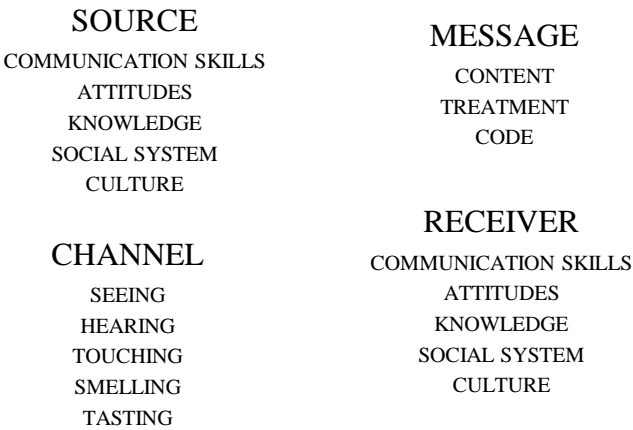 SOURCE
COMMUNICATION SKILLS
ATTITUDES
KNOWLEDGE
SOCIAL SYSTEM
CULTURE
MESSAGE
CONTENT
TREATMENT
CODE
CHANNEL
SEEING
HEARING
TOUCHING
SMELLING
TASTING
RECEIVER
COMMUNICATION SKILLS
ATTITUDES
KNOWLEDGE
SOCIAL SYSTEM
CULTURE